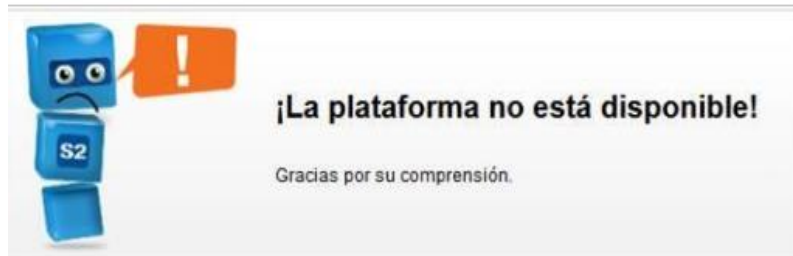 !
¡La plataforma no está disponible!
S2
Gracias por su comprensión.